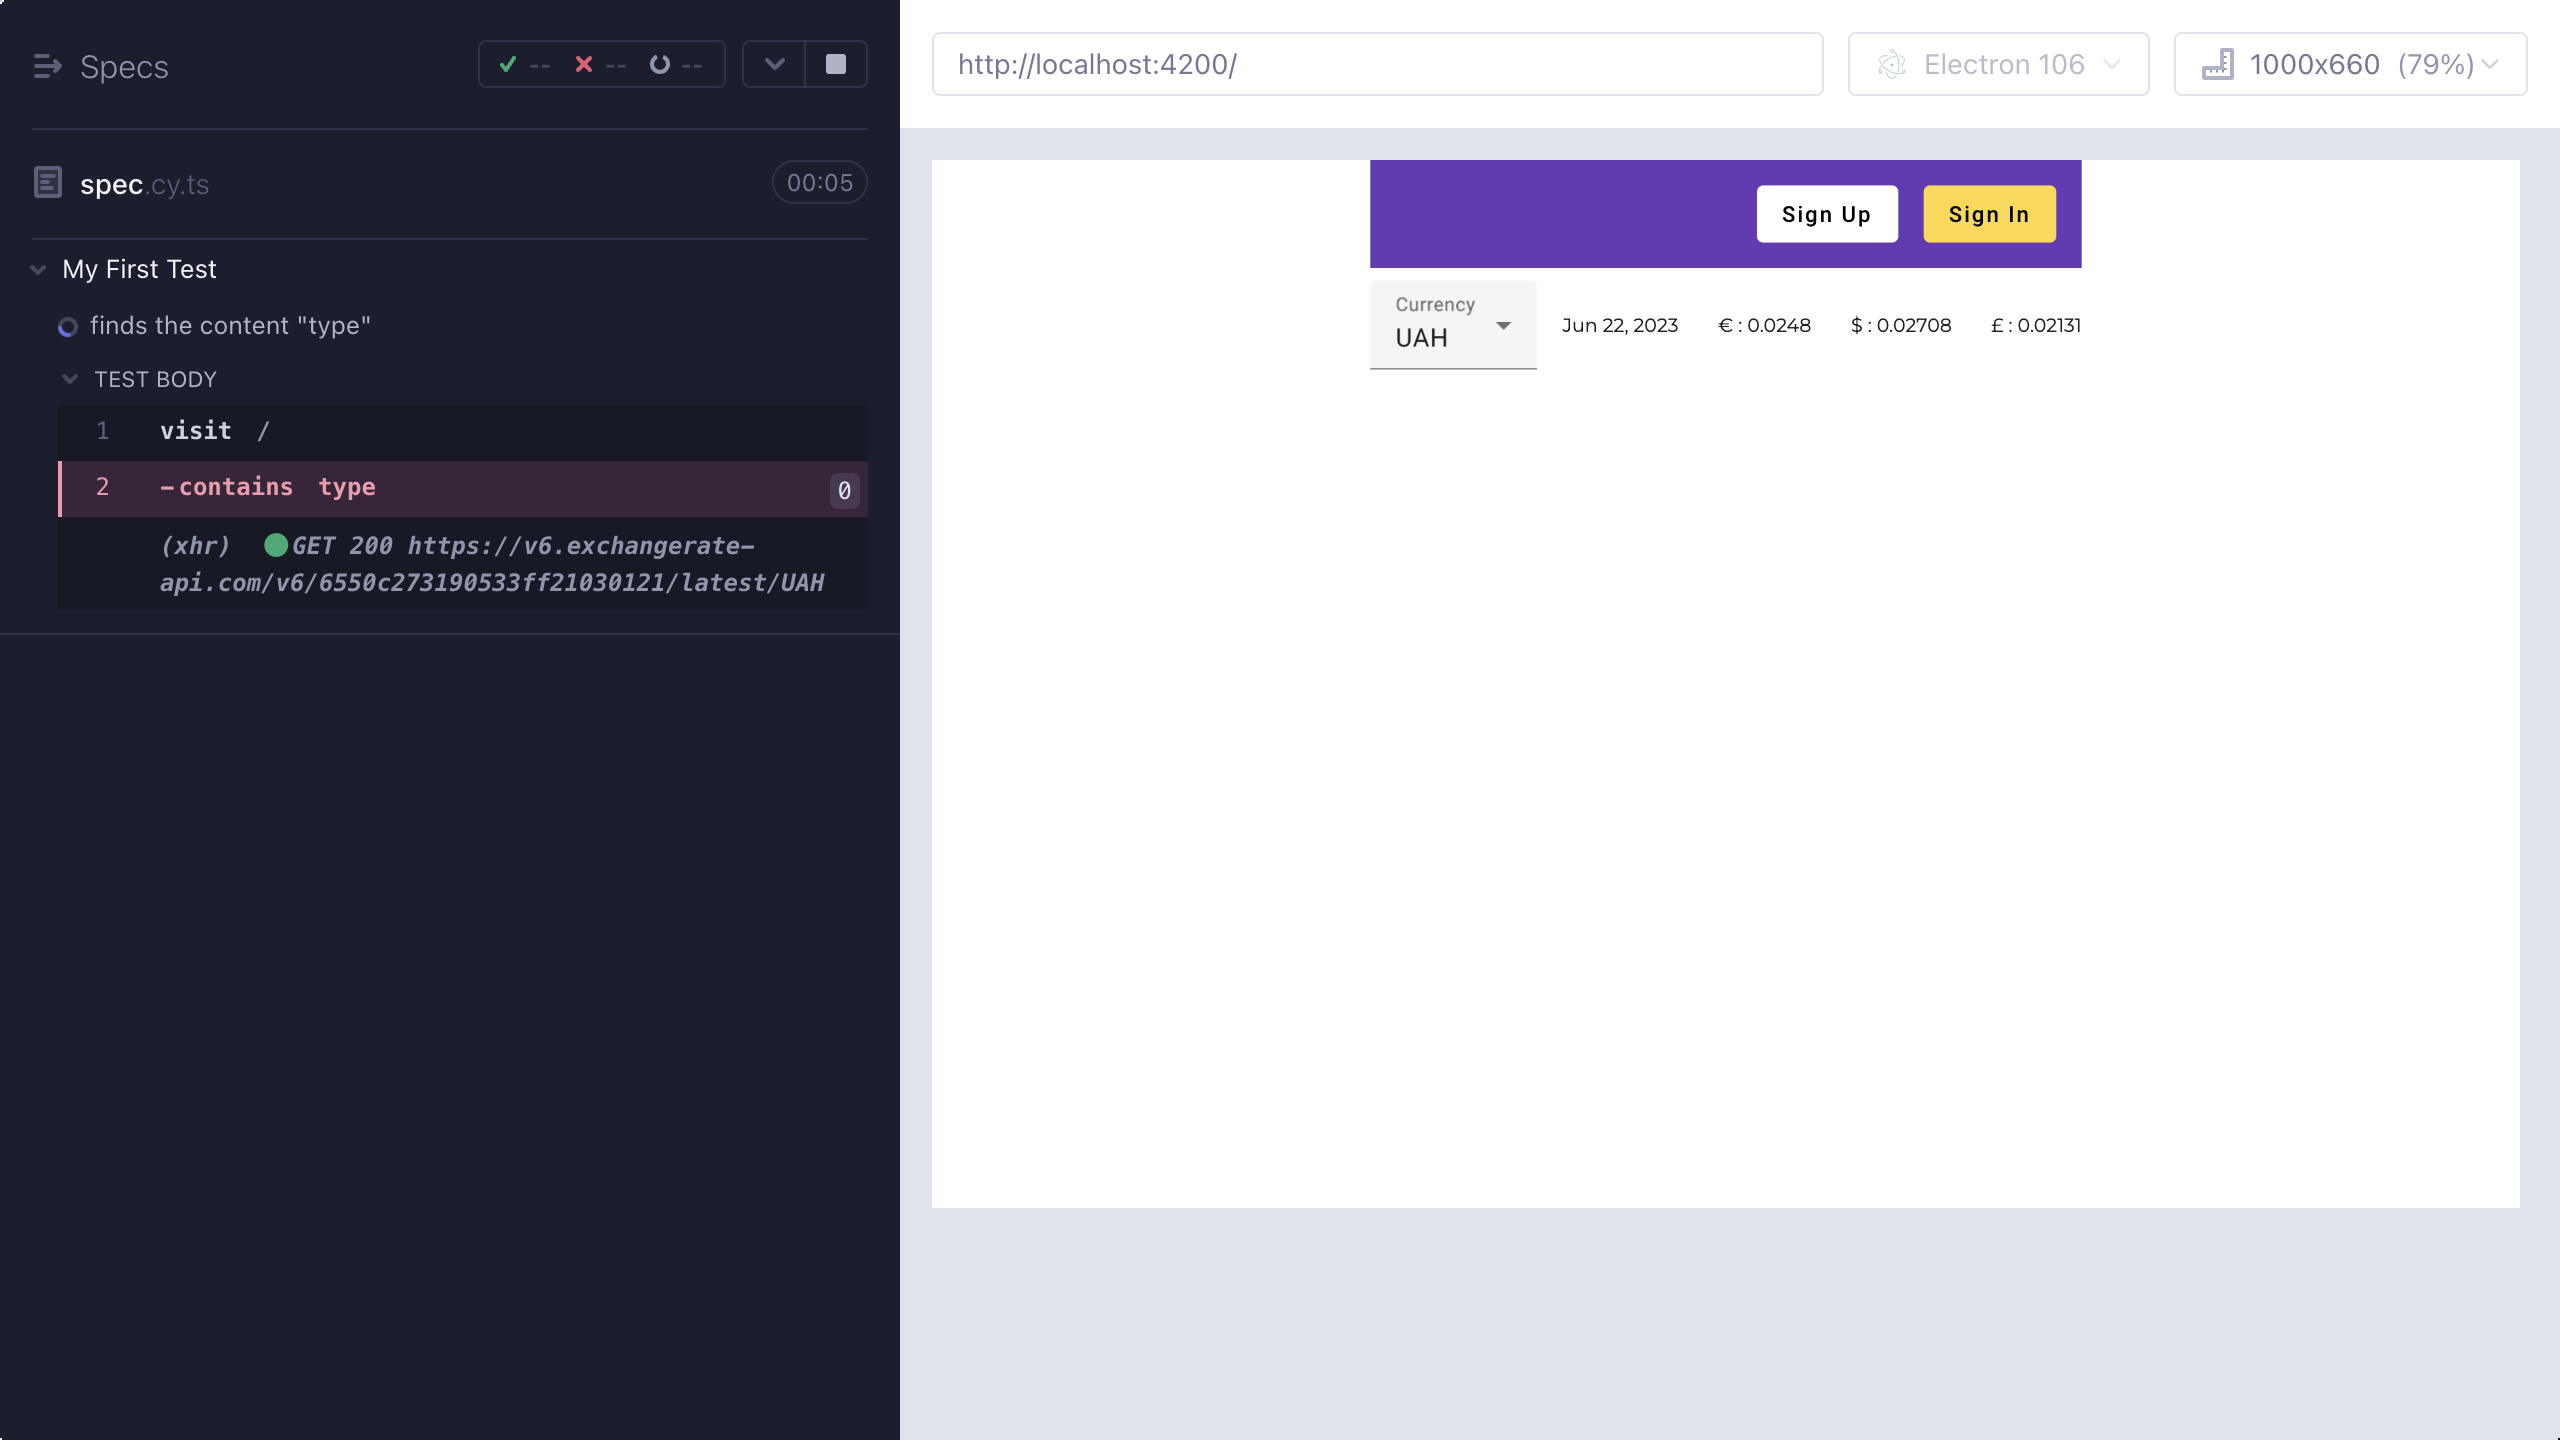 Specs
-- -- --
spec.cy.ts
00:05
My First Test
finds the content "type"
TEST BODY
1 visit /
2 -contains type 0
(xhr) GET 200 https://v6.exchangerate-
api.com/v6/6550c273190533ff21030121/latest/UAH
http://localhost:4200/
Electron 106
1000x660 (79%)
Sign Up
Sign In
Currency
UAH
Jun 22, 2023 € : 0.0248 $ : 0.02708 £ : 0.02131